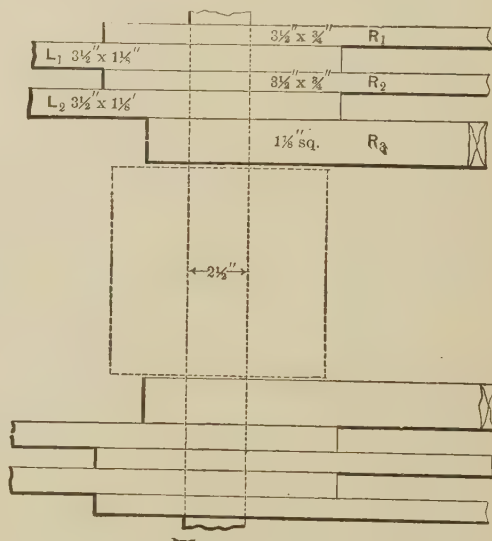 3½" x ¾" R₁
L₁ 3½" x 1¼"
3½" x ¾" R₂
L₂ 3½" x 1⅛'
1⅛" sq. R₃
2½"